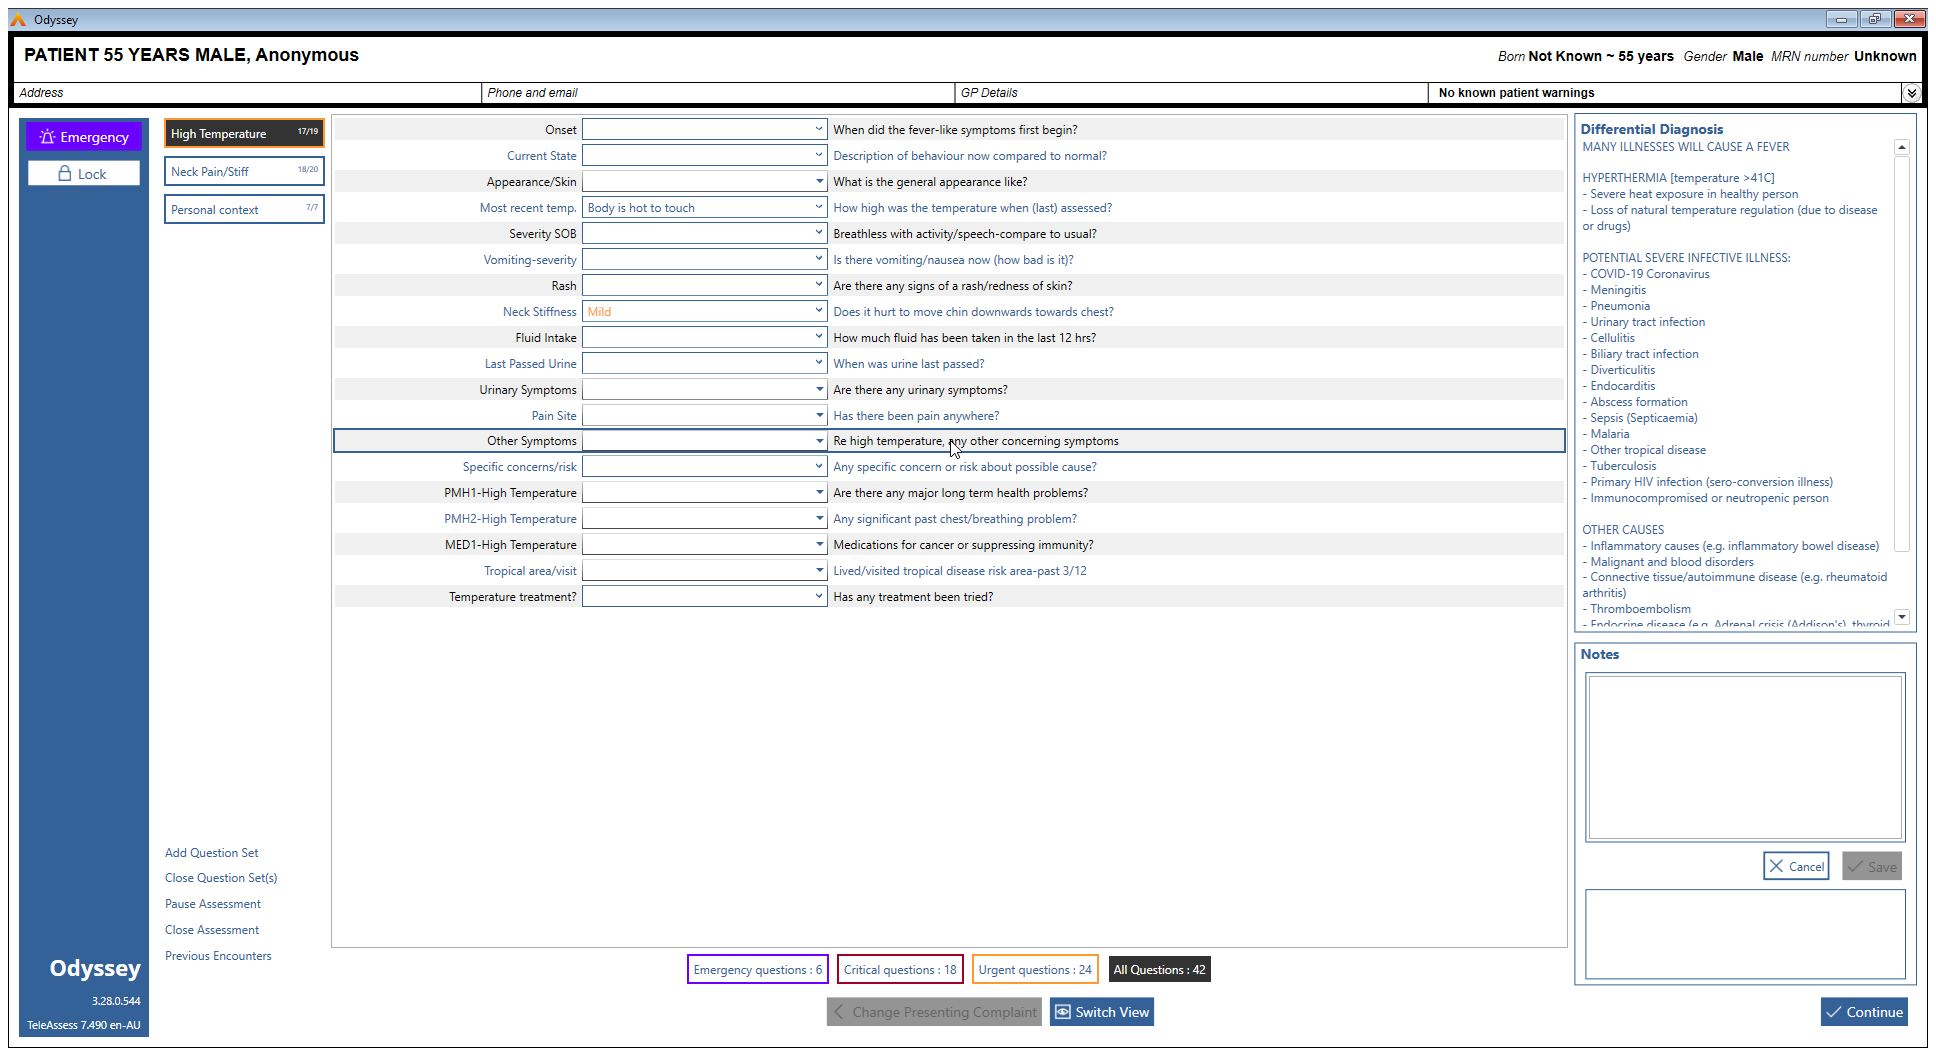 Odyssey
PATIENT 55 YEARS MALE, Anonymous
Born Not Known ~ 55 years Gender Male MRN number Unknown
Address
Phone and email
GP Details
No known patient warnings
Emergency
Lock
High Temperature 17/19
Neck Pain/Stiff 18/20
Personal context 7/7
Onset When did the fever-like symptoms first begin?
Current State Description of behaviour now compared to normal?
Appearance/Skin What is the general appearance like?
Most recent temp. Body is hot to touch How high was the temperature when (last) assessed?
Severity SOB Breathless with activity/speech-compare to usual?
Vomiting-severity Is there vomiting/nausea now (how bad is it)?
Rash Are there any signs of a rash/redness of skin?
Neck Stiffness Mild Does it hurt to move chin downwards towards chest?
Fluid Intake How much fluid has been taken in the last 12 hrs?
Last Passed Urine When was urine last passed?
Urinary Symptoms Are there any urinary symptoms?
Pain Site Has there been pain anywhere?
Other Symptoms Re high temperature, any other concerning symptoms
Specific concerns/risk Any specific concern or risk about possible cause?
PMH1-High Temperature Are there any major long term health problems?
PMH2-High Temperature Any significant past chest/breathing problem?
MED1-High Temperature Medications for cancer or suppressing immunity?
Tropical area/visit Lived/visited tropical disease risk area-past 3/12
Temperature treatment? Has any treatment been tried?
Differential Diagnosis
MANY ILLNESSES WILL CAUSE A FEVER
HYPERTHERMIA [temperature >41C]
- Severe heat exposure in healthy person
- Loss of natural temperature regulation (due to disease
or drugs)
POTENTIAL SEVERE INFECTIVE ILLNESS:
- COVID-19 Coronavirus
- Meningitis
- Pneumonia
- Urinary tract infection
- Cellulitis
- Biliary tract infection
- Diverticulitis
- Endocarditis
- Abscess formation
- Sepsis (Septicaemia)
- Malaria
- Other tropical disease
- Tuberculosis
- Primary HIV infection (sero-conversion illness)
- Immunocompromised or neutropenic person
OTHER CAUSES
- Inflammatory causes (e.g. inflammatory bowel disease)
- Malignant and blood disorders
- Connective tissue/autoimmune disease (e.g. rheumatoid
arthritis)
- Thromboembolism
- Endocrine disease (e.g. Adrenal crisis (Addison's), thyroid
Notes
Cancel
Save
Add Question Set
Close Question Set(s)
Pause Assessment
Close Assessment
Previous Encounters
Odyssey
3.28.0.544
TeleAssess 7.490 en-AU
Emergency questions : 6
Critical questions : 18
Urgent questions : 24
All Questions : 42
Change Presenting Complaint
Switch View
Continue